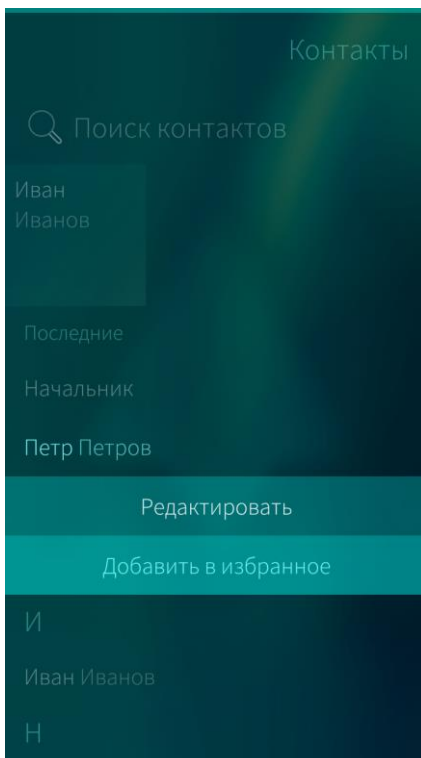 Контакты
Поиск контактов
Иван
Иванов
Последние
Начальник
Петр Петров
Редактировать
Добавить в избранное
И
Иван Иванов
Н